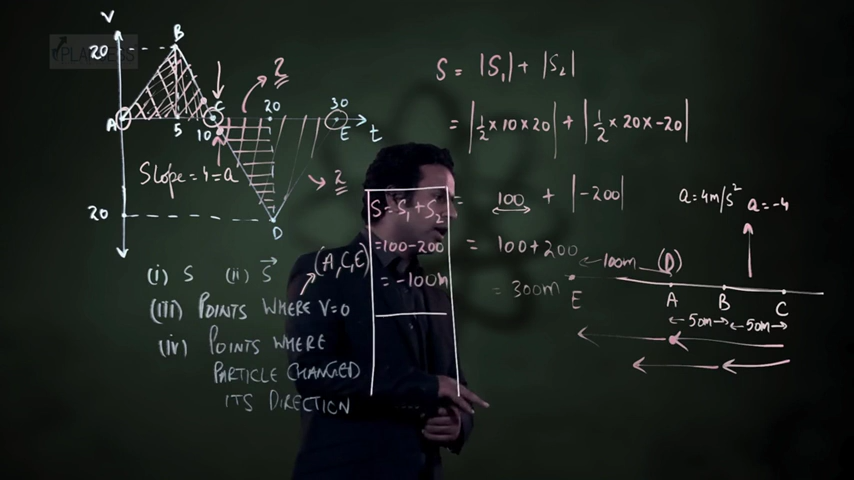 V
20
B
A
5
10
C
2
20
30
E
t
Slope = 4 = a
2
20
D
S = |S₁| + |S₂|
= |½ × 10 × 20| + |½ × 20 × -20|
= 100 + |-200|
= 100 + 200
= 300m
S = S₁ + S₂
= 100 - 200
= -100m
(i) S (ii) S⃗
(A, C, E)
(iii) POINTS WHERE V=0
(iv) POINTS WHERE
PARTICLE CHANGED
ITS DIRECTION
a = 4m/s² a = -4
100m (D)
E A B C
50m 50m